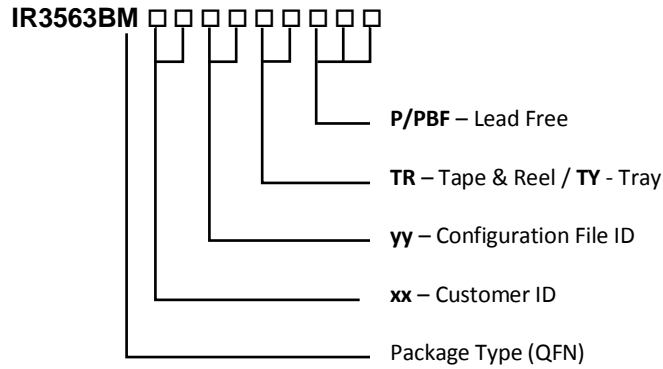 IR3563BM □ □ □ □ □ □ □ □ □
P/PBF – Lead Free
TR – Tape & Reel / TY - Tray
yy – Configuration File ID
xx – Customer ID
Package Type (QFN)